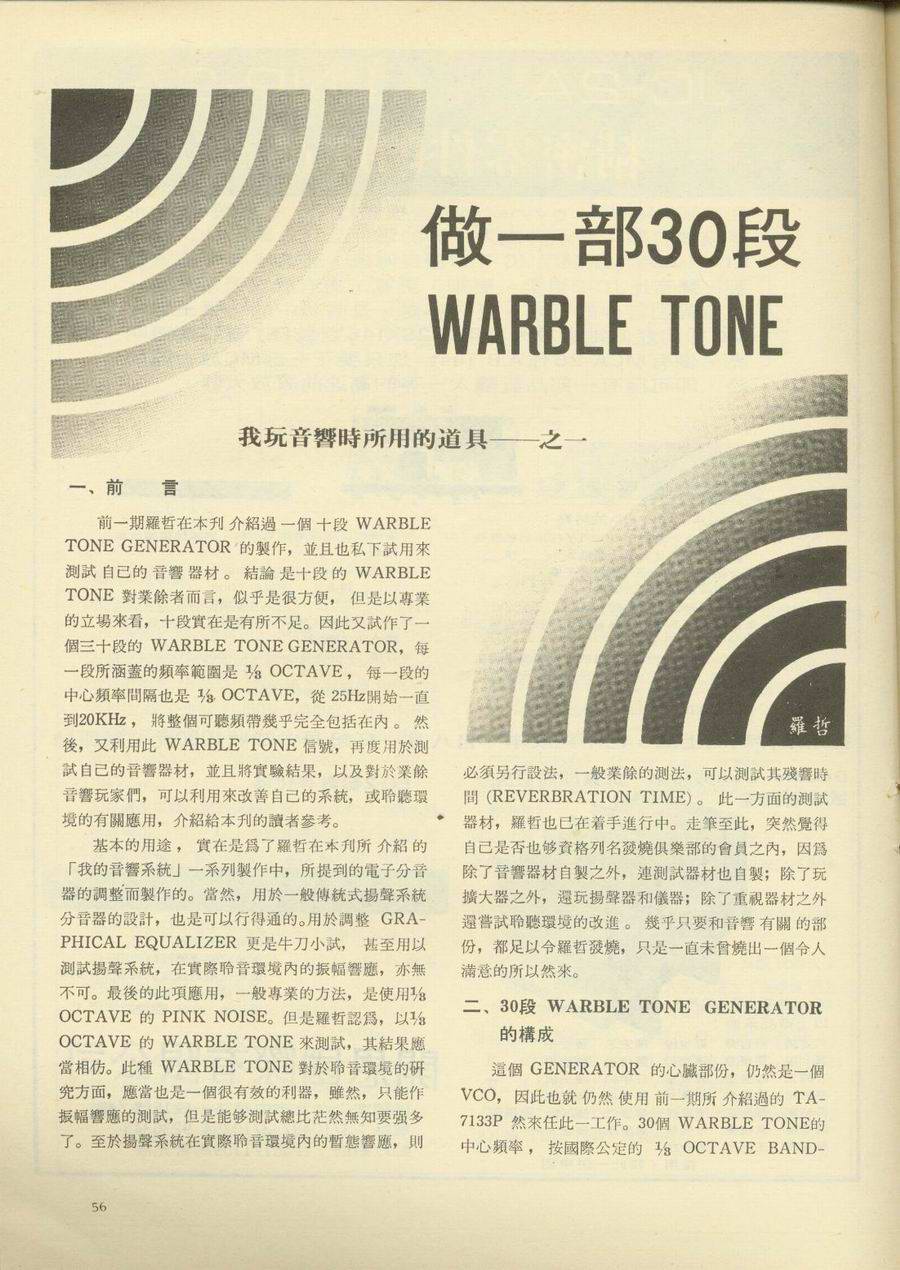 做一部30段
WARBLE TONE
我玩音響時所用的道具——之一
一、前 言
前一期羅哲在本刋介紹過一個十段 WARBLE
TONE GENERATOR 的製作，並且也私下試用來
測試自己的音響器材。結論是十段的 WARBLE
TONE 對業餘者而言，似乎是很方便，但是以專業
的立場來看，十段實在是有所不足。因此又試作了一
個三十段的 WARBLE TONE GENERATOR，每
一段所涵蓋的頻率範圍是 ⅓ OCTAVE，每一段的
中心頻率間隔也是 ⅓ OCTAVE，從 25Hz開始一直
到20KHz，將整個可聽頻帶幾乎完全包括在內。然
後，又利用此 WARBLE TONE 信號，再度用於測
試自己的音響器材，並且將實驗結果，以及對於業餘
音響玩家們，可以利用來改善自己的系統，或聆聽環
境的有關應用，介紹給本刋的讀者參考。
基本的用途，實在是爲了羅哲在本刋所介紹的
「我的音響系統」一系列製作中，所提到的電子分音
器的調整而製作的。當然，用於一般傳統式揚聲系統
分音器的設計，也是可以行得通的。用於調整 GRA-
PHICAL EQUALIZER 更是牛刀小試，甚至用以
測試揚聲系統，在實際聆音環境內的振幅響應，亦無
不可。最後的此項應用，一般專業的方法，是使用⅓
OCTAVE 的 PINK NOISE。但是羅哲認爲，以⅓
OCTAVE 的 WARBLE TONE 來測試，其結果應
當相仿。此種 WARBLE TONE 對於聆音環境的硏
究方面，應當也是一個很有效的利器，雖然，只能作
振幅響應的測試，但是能够測試總比茫然無知要强多
了。至於揚聲系統在實際聆音環境內的暫態響應，則
羅哲
必須另行設法，一般業餘的測法，可以測試其殘響時
間 (REVERBRATION TIME)。此一方面的測試
器材，羅哲也已在着手進行中。走筆至此，突然覺得
自己是否也够資格列名發燒俱樂部的會員之內，因爲
除了音響器材自製之外，連測試器材也自製；除了玩
擴大器之外，還玩揚聲器和儀器；除了重視器材之外
還嘗試聆聽環境的改進。幾乎只要和音響有關的部
份，都足以令羅哲發燒，只是一直未曾燒出一個令人
滿意的所以然來。
二、30段 WARBLE TONE GENERATOR
的構成
這個 GENERATOR 的心臟部份，仍然是一個
VCO，因此也就仍然使用前一期所介紹過的 TA-
7133P 然來任此一工作。30個 WARBLE TONE的
中心頻率，按國際公定的 ⅓ OCTAVE BAND-
56